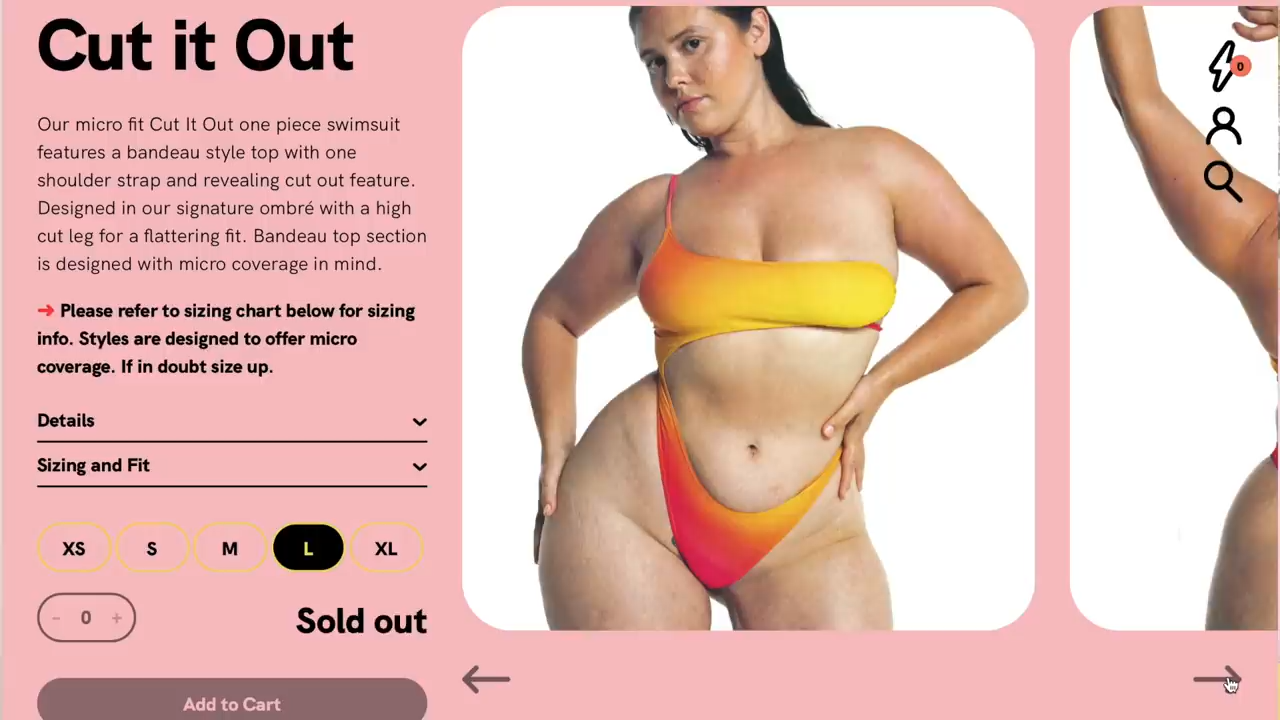 Cut it Out
Our micro fit Cut It Out one piece swimsuit
features a bandeau style top with one
shoulder strap and revealing cut out feature.
Designed in our signature ombré with a high
cut leg for a flattering fit. Bandeau top section
is designed with micro coverage in mind.
➔ Please refer to sizing chart below for sizing
info. Styles are designed to offer micro
coverage. If in doubt size up.
Details
Sizing and Fit
XS S M L XL
- 0 +
Sold out
Add to Cart
0